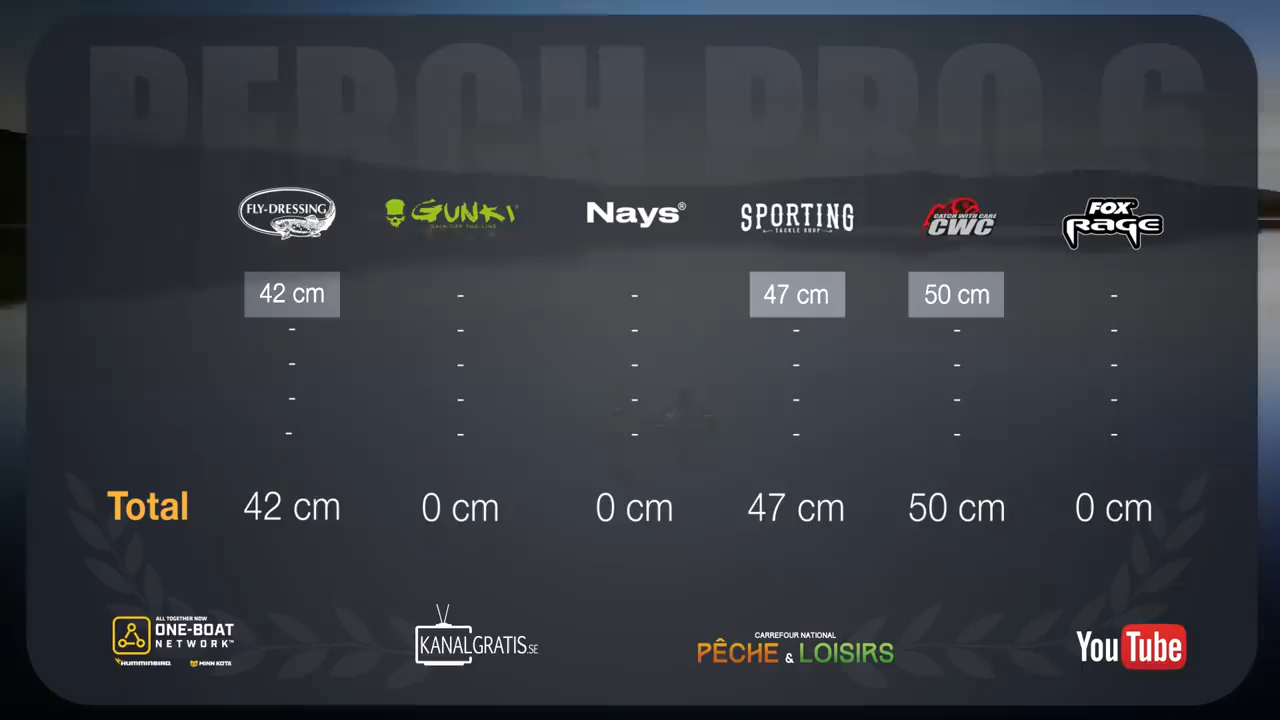 PERCH PRO 6
FLY-DRESSING GUNKI Nays® SPORTING CATCH WITH CARE FOX
TACKLE SHOP CWC RAGE
42 cm - - 47 cm 50 cm -
- - - - - -
- - - - - -
- - - - - -
- - - - - -
Total 42 cm 0 cm 0 cm 47 cm 50 cm 0 cm
ALL TOGETHER NOW
ONE-BOAT
NETWORK™
HUMMINBIRD. MINN KOTA
KANALGRATIS.SE
CARREFOUR NATIONAL
PÊCHE & LOISIRS
YouTube